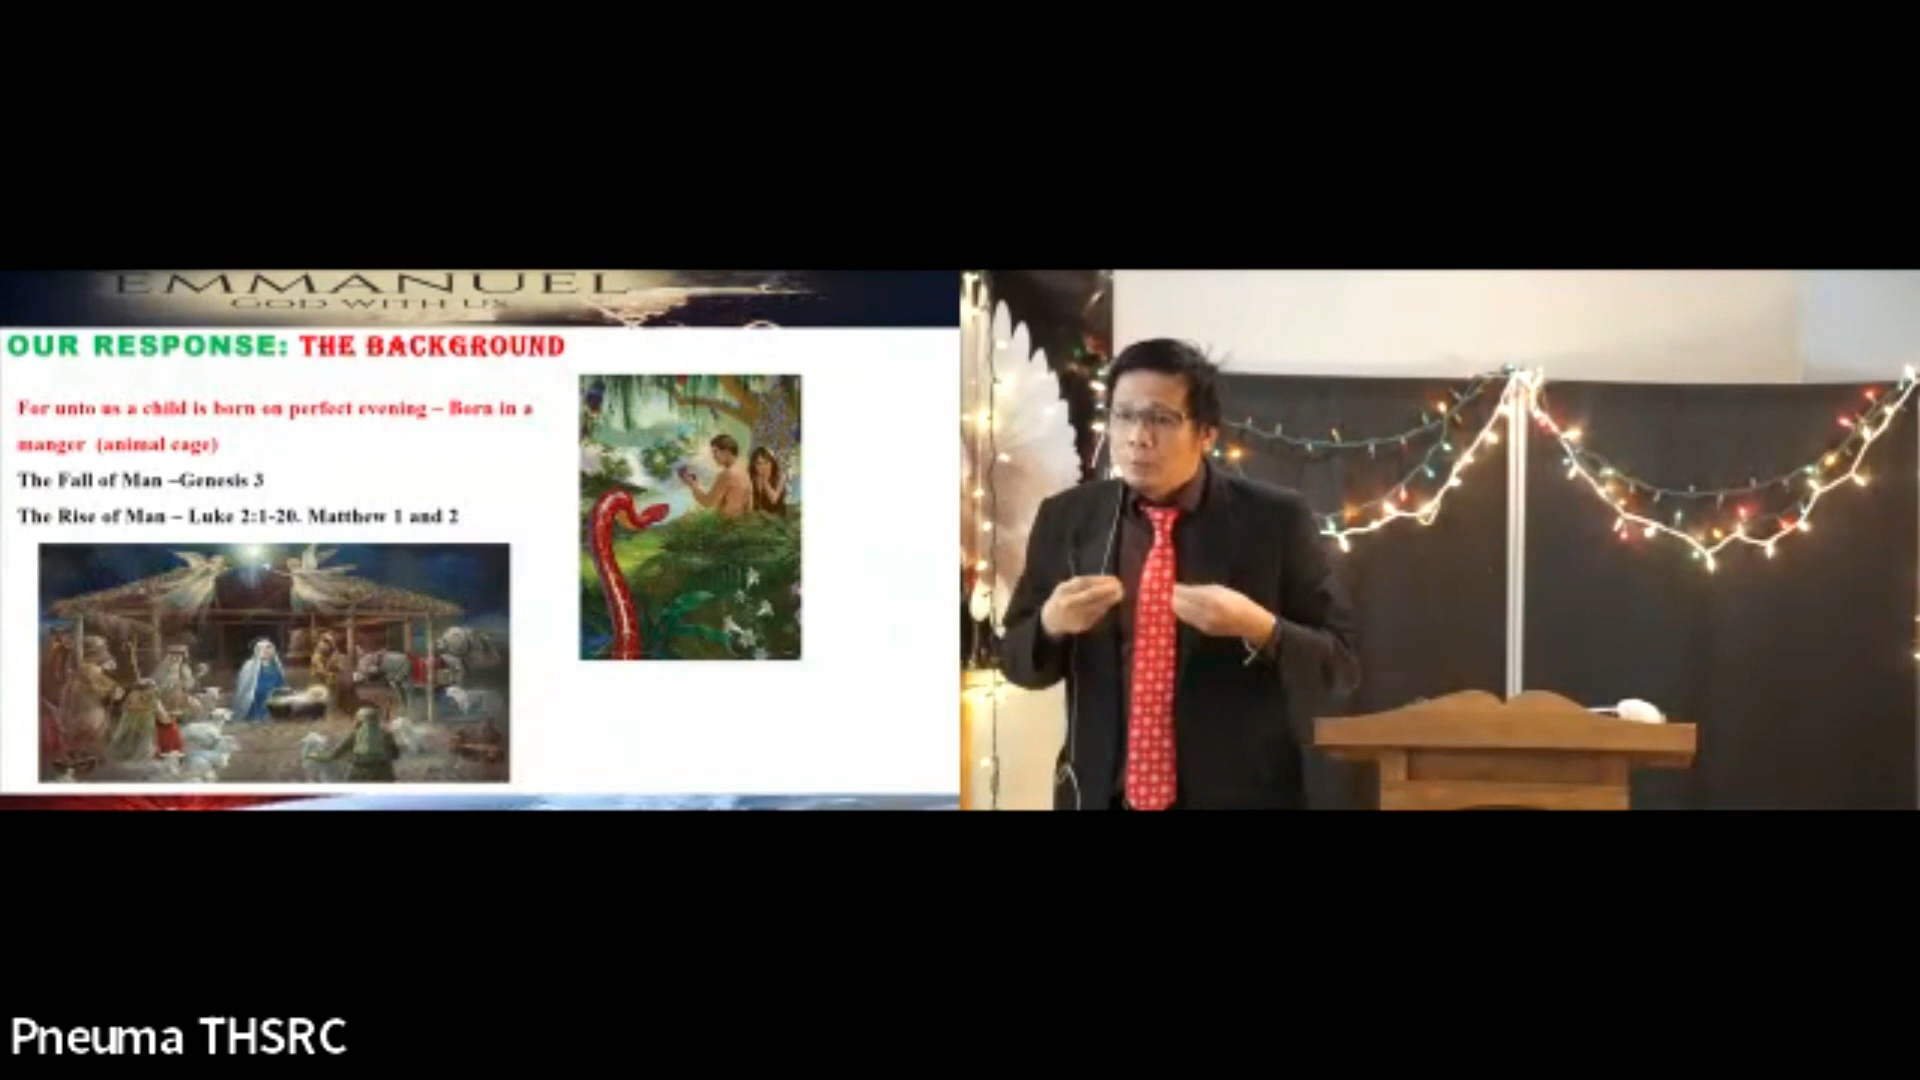 EMMANUEL
GOD WITH US
OUR RESPONSE: THE BACKGROUND
For unto us a child is born on perfect evening – Born in a
manger (animal cage)
The Fall of Man –Genesis 3
The Rise of Man – Luke 2:1-20. Matthew 1 and 2
Pneuma THSRC